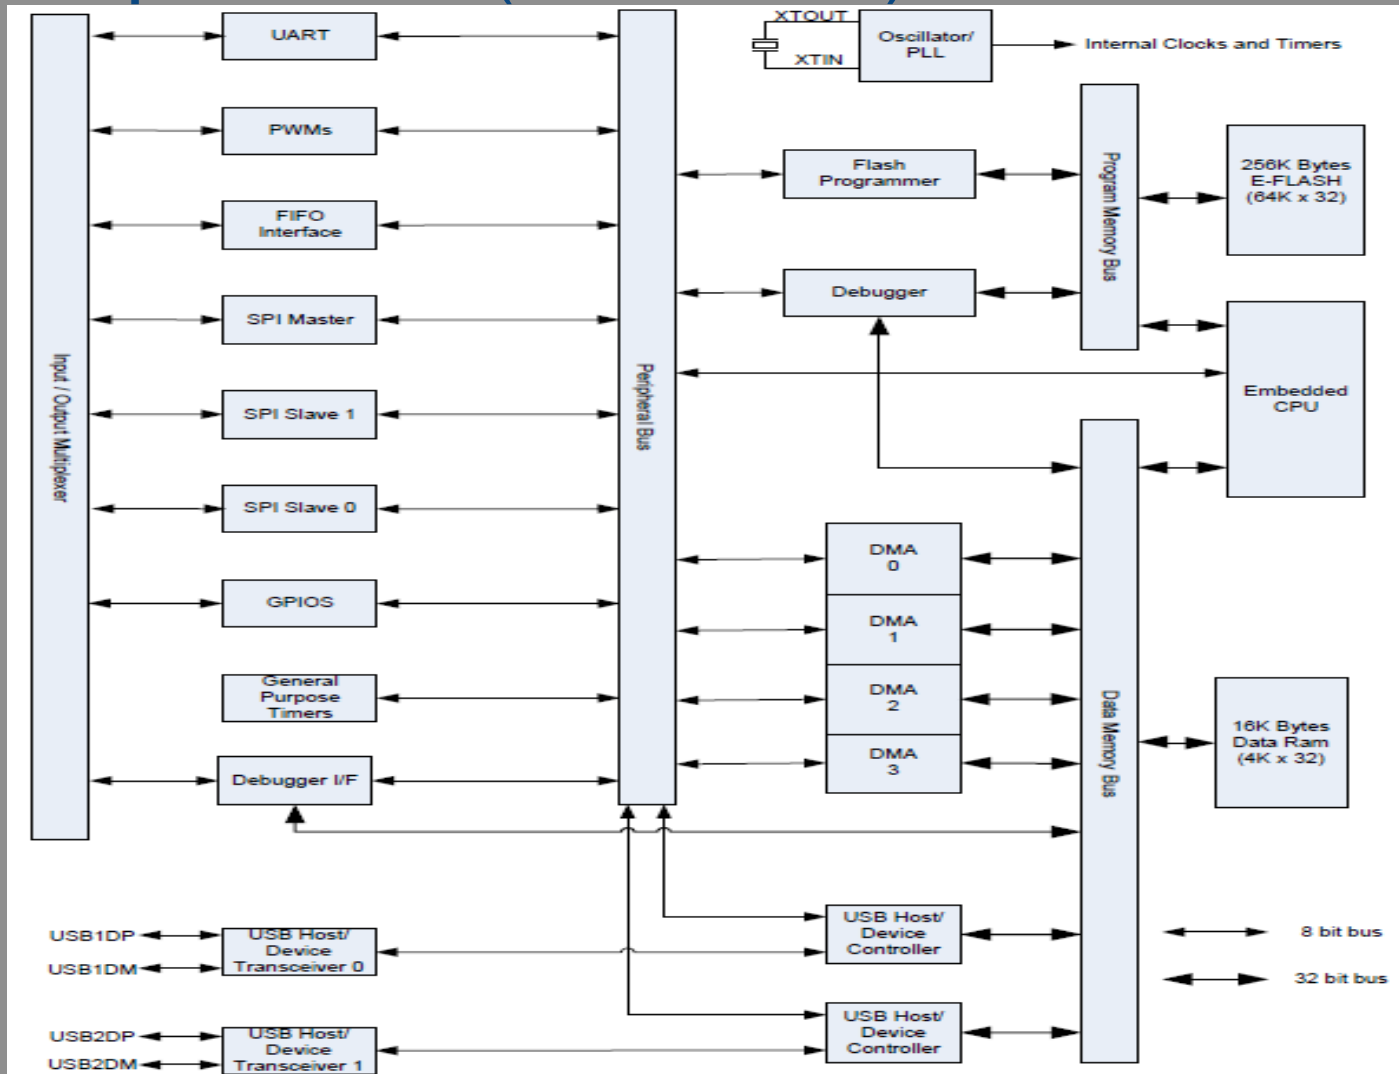 UART
XTOUT
XTIN
Oscillator/
PLL
Internal Clocks and Timers
PWMs
Flash
Programmer
Program Memory Bus
256K Bytes
E-FLASH
(64K x 32)
FIFO
Interface
Debugger
SPI Master
Input / Output Multiplexer
Peripheral Bus
Embedded
CPU
SPI Slave 1
SPI Slave 0
DMA
0
GPIOS
DMA
1
General
Purpose
Timers
DMA
2
Data Memory Bus
16K Bytes
Data Ram
(4K x 32)
Debugger I/F
DMA
3
USB1DP
USB1DM
USB Host/
Device
Transceiver 0
USB Host/
Device
Controller
8 bit bus
32 bit bus
USB2DP
USB2DM
USB Host/
Device
Transceiver 1
USB Host/
Device
Controller